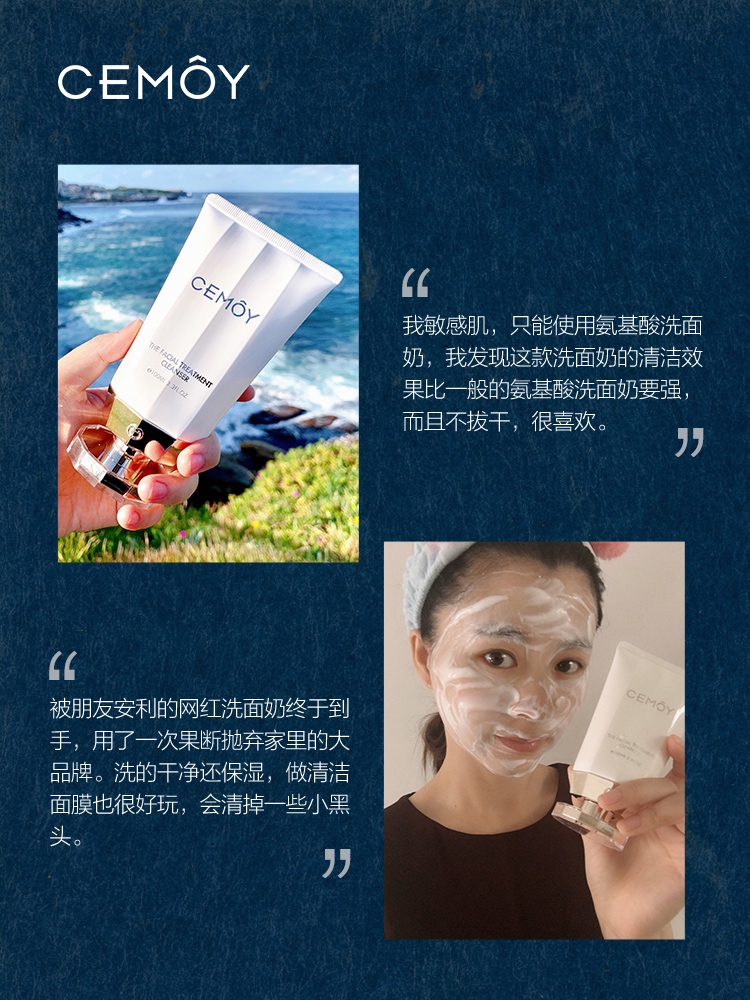 CEMÔY
CEMÔY
THE FACIAL TREATMENT
CLEANSER
e100ML 3.3FL.OZ
“
我敏感肌，只能使用氨基酸洗面
奶，我发现这款洗面奶的清洁效
果比一般的氨基酸洗面奶要强，
而且不拔干，很喜欢。
”
CEMÔY
“
被朋友安利的网红洗面奶终于到
手，用了一次果断抛弃家里的大
品牌。洗的干净还保湿，做清洁
面膜也很好玩，会清掉一些小黑
头。
”